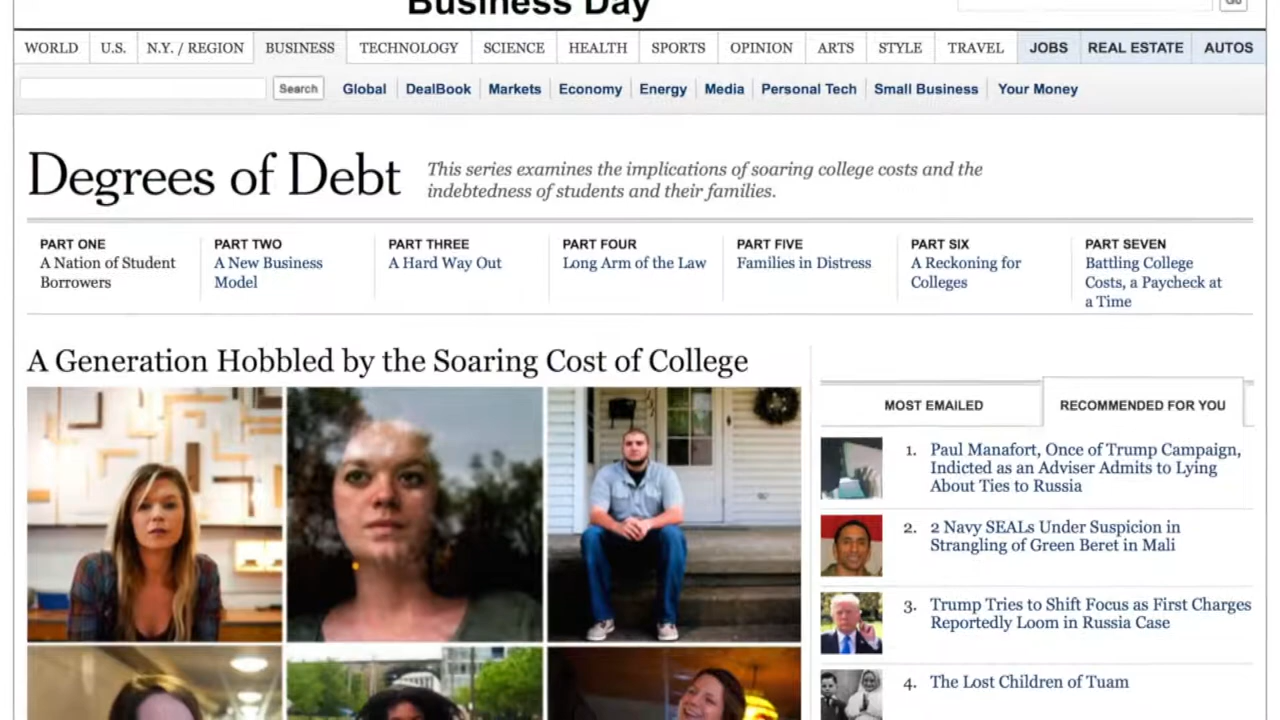 Business Day
Go
WORLD U.S. N.Y. / REGION BUSINESS TECHNOLOGY SCIENCE HEALTH SPORTS OPINION ARTS STYLE TRAVEL JOBS REAL ESTATE AUTOS
Search Global DealBook Markets Economy Energy Media Personal Tech Small Business Your Money
Degrees of Debt
This series examines the implications of soaring college costs and the
indebtedness of students and their families.
PART ONE
A Nation of Student
Borrowers
PART TWO
A New Business
Model
PART THREE
A Hard Way Out
PART FOUR
Long Arm of the Law
PART FIVE
Families in Distress
PART SIX
A Reckoning for
Colleges
PART SEVEN
Battling College
Costs, a Paycheck at
a Time
A Generation Hobbled by the Soaring Cost of College
MOST EMAILED RECOMMENDED FOR YOU
1. Paul Manafort, Once of Trump Campaign,
Indicted as an Adviser Admits to Lying
About Ties to Russia
2. 2 Navy SEALs Under Suspicion in
Strangling of Green Beret in Mali
3. Trump Tries to Shift Focus as First Charges
Reportedly Loom in Russia Case
4. The Lost Children of Tuam